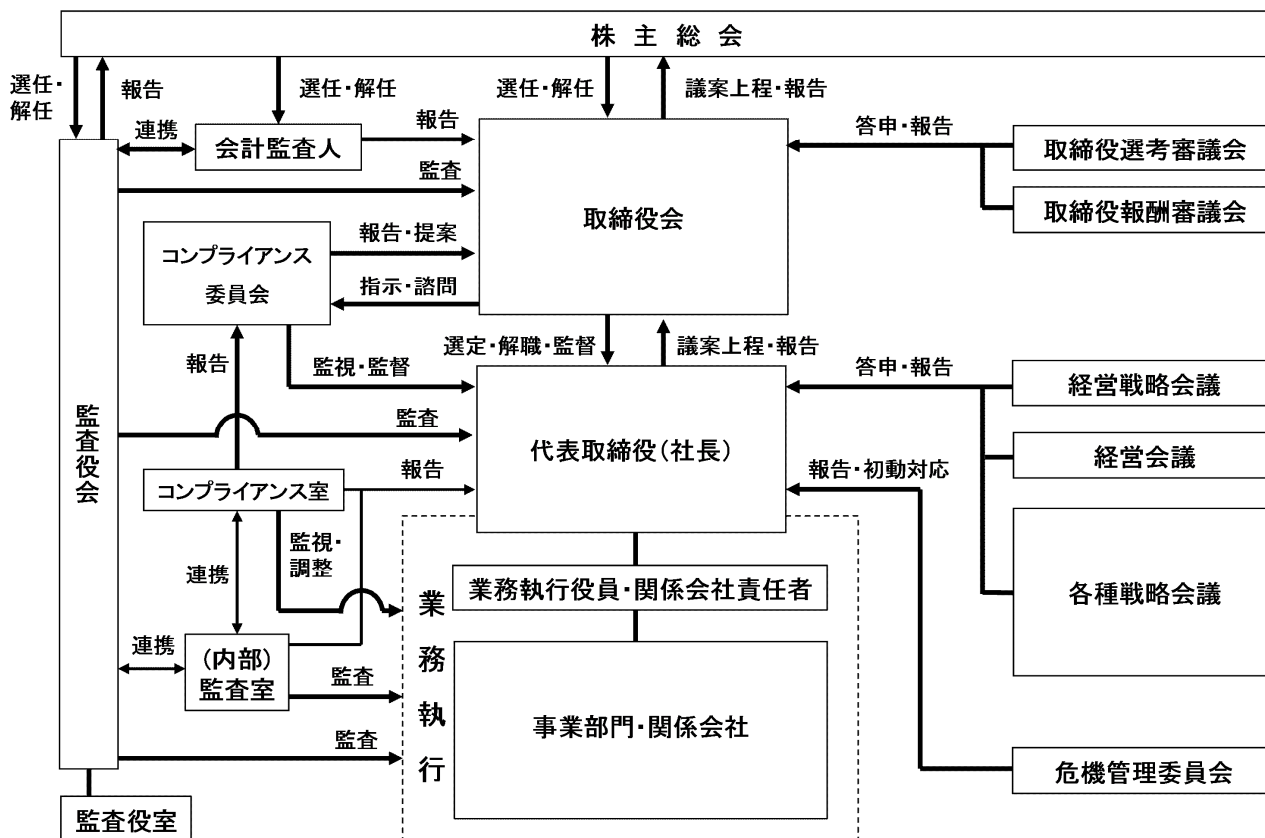 株主総会
選任・
解任
報告
選任・解任
選任・解任
議案上程・報告
連携
会計監査人
報告
監査
取締役会
答申・報告
取締役選考審議会
取締役報酬審議会
コンプライアンス
委員会
報告・提案
指示・諮問
選定・解職・監督
議案上程・報告
報告
監視・監督
監査
代表取締役(社長)
答申・報告
経営戦略会議
経営会議
各種戦略会議
監査役会
コンプライアンス室
報告
報告・初動対応
監視・
調整
連携
業務執行役員・関係会社責任者
業務執行
連携
(内部)
監査室
監査
事業部門・関係会社
監査
危機管理委員会
監査役室